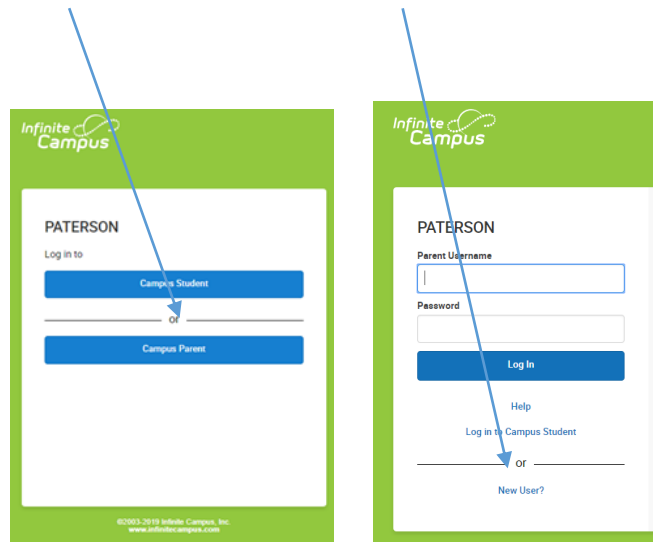 Infinite
Campus
PATERSON
Log in to
Campus Student
or
Campus Parent
©2003-2019 Infinite Campus, Inc.
www.infinitecampus.com
Infinite
Campus
PATERSON
Parent Username
Password
Log In
Help
Log in to Campus Student
or
New User?